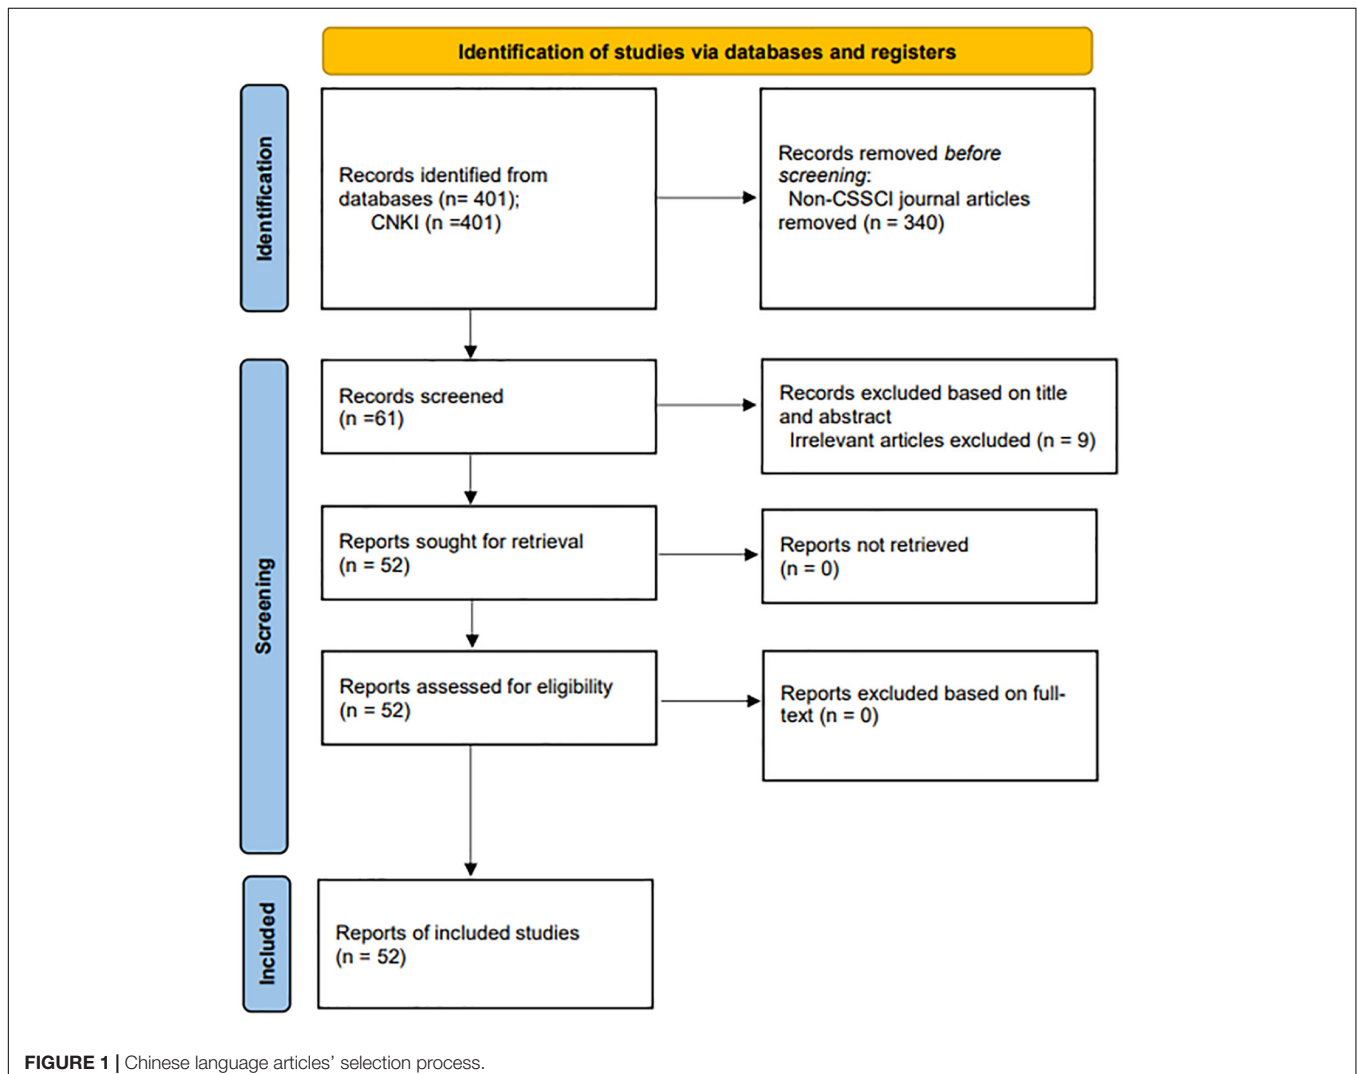 Identification of studies via databases and registers
Identification
Records identified from
databases (n= 401);
CNKI (n =401)
Records removed before
screening:
Non-CSSCI journal articles
removed (n = 340)
Screening
Records screened
(n =61)
Records excluded based on title
and abstract
Irrelevant articles excluded (n = 9)
Reports sought for retrieval
(n = 52)
Reports not retrieved
(n = 0)
Reports assessed for eligibility
(n = 52)
Reports excluded based on full-
text (n = 0)
Included
Reports of included studies
(n = 52)
FIGURE 1 | Chinese language articles’ selection process.